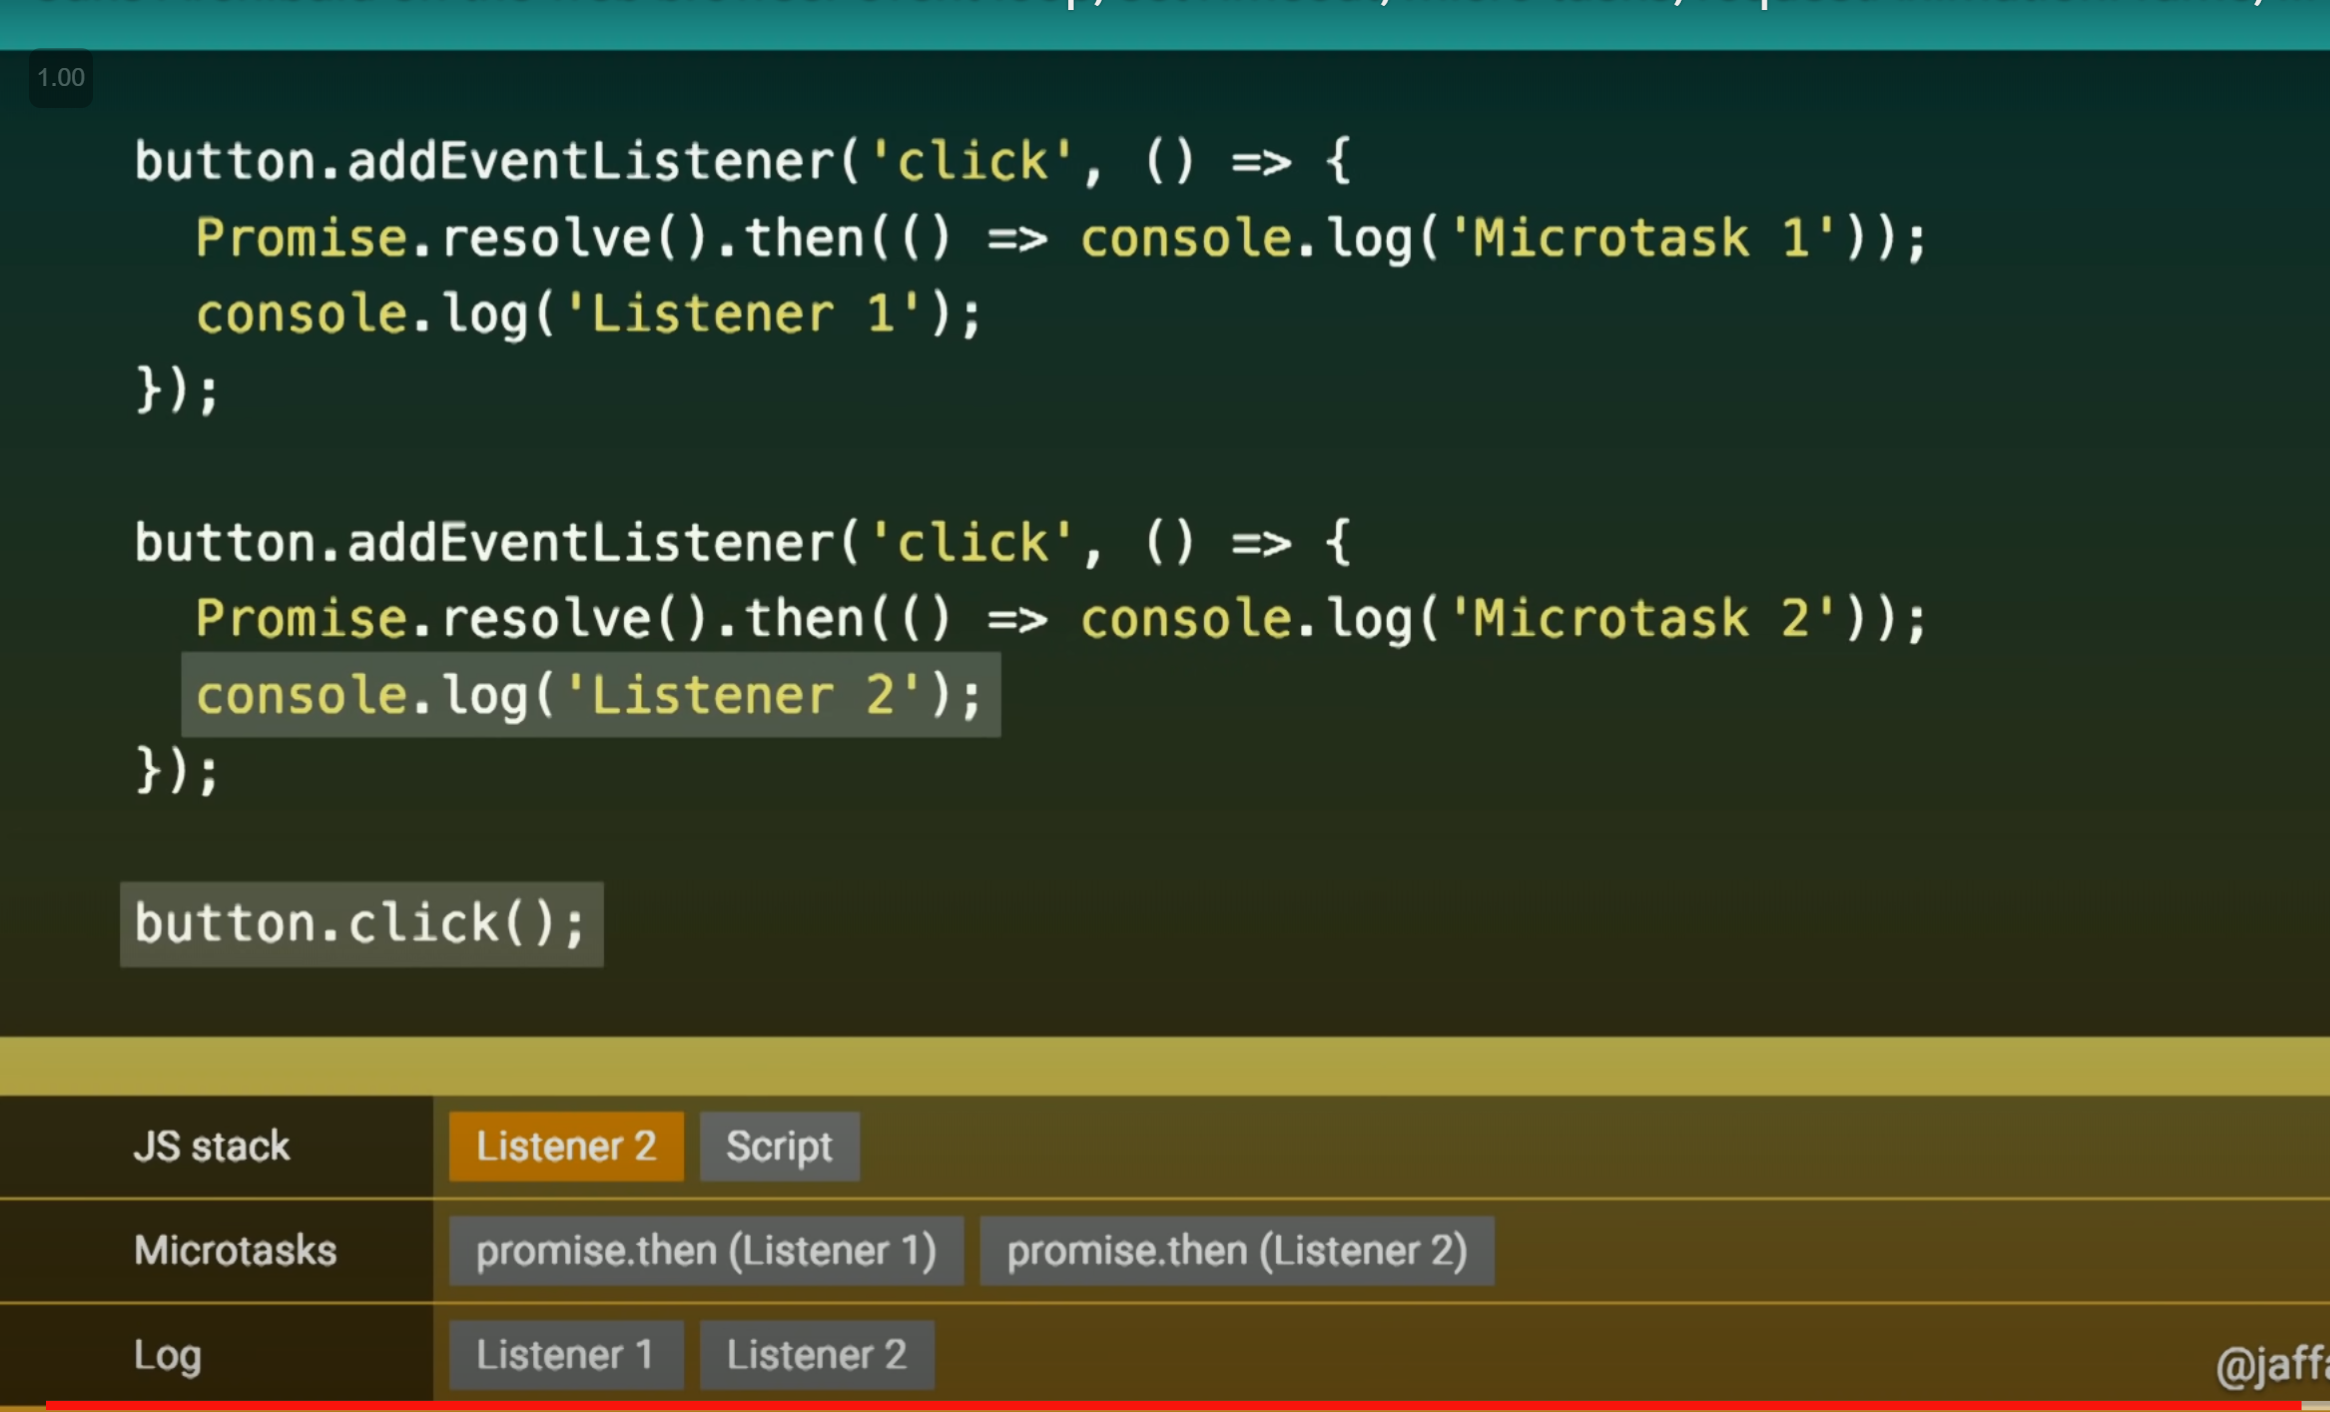 1.00
button.addEventListener('click', () => {
  Promise.resolve().then(() => console.log('Microtask 1'));
  console.log('Listener 1');
});
button.addEventListener('click', () => {
  Promise.resolve().then(() => console.log('Microtask 2'));
  console.log('Listener 2');
});
button.click();
JS stack Listener 2 Script
Microtasks promise.then (Listener 1) promise.then (Listener 2)
Log Listener 1 Listener 2